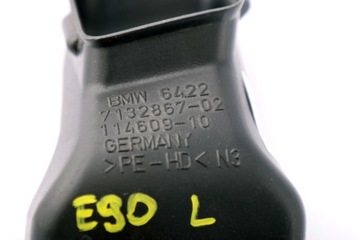 BMW 6422
7132867-02
114609-10
GERMANY
>PE-HD< N3
E90 L